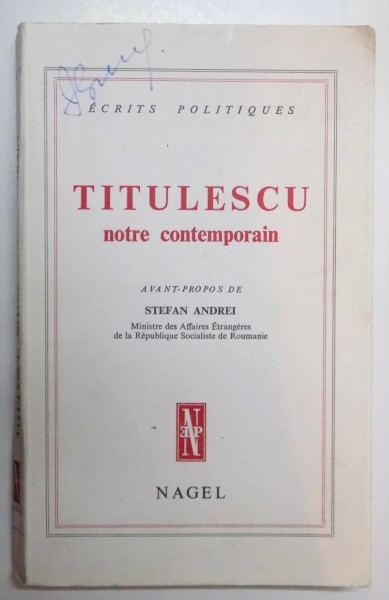 ÉCRITS POLITIQUES
TITULESCU
notre contemporain
AVANT-PROPOS DE
STEFAN ANDREI
Ministre des Affaires Étrangères
de la République Socialiste de Roumanie
NAGEL